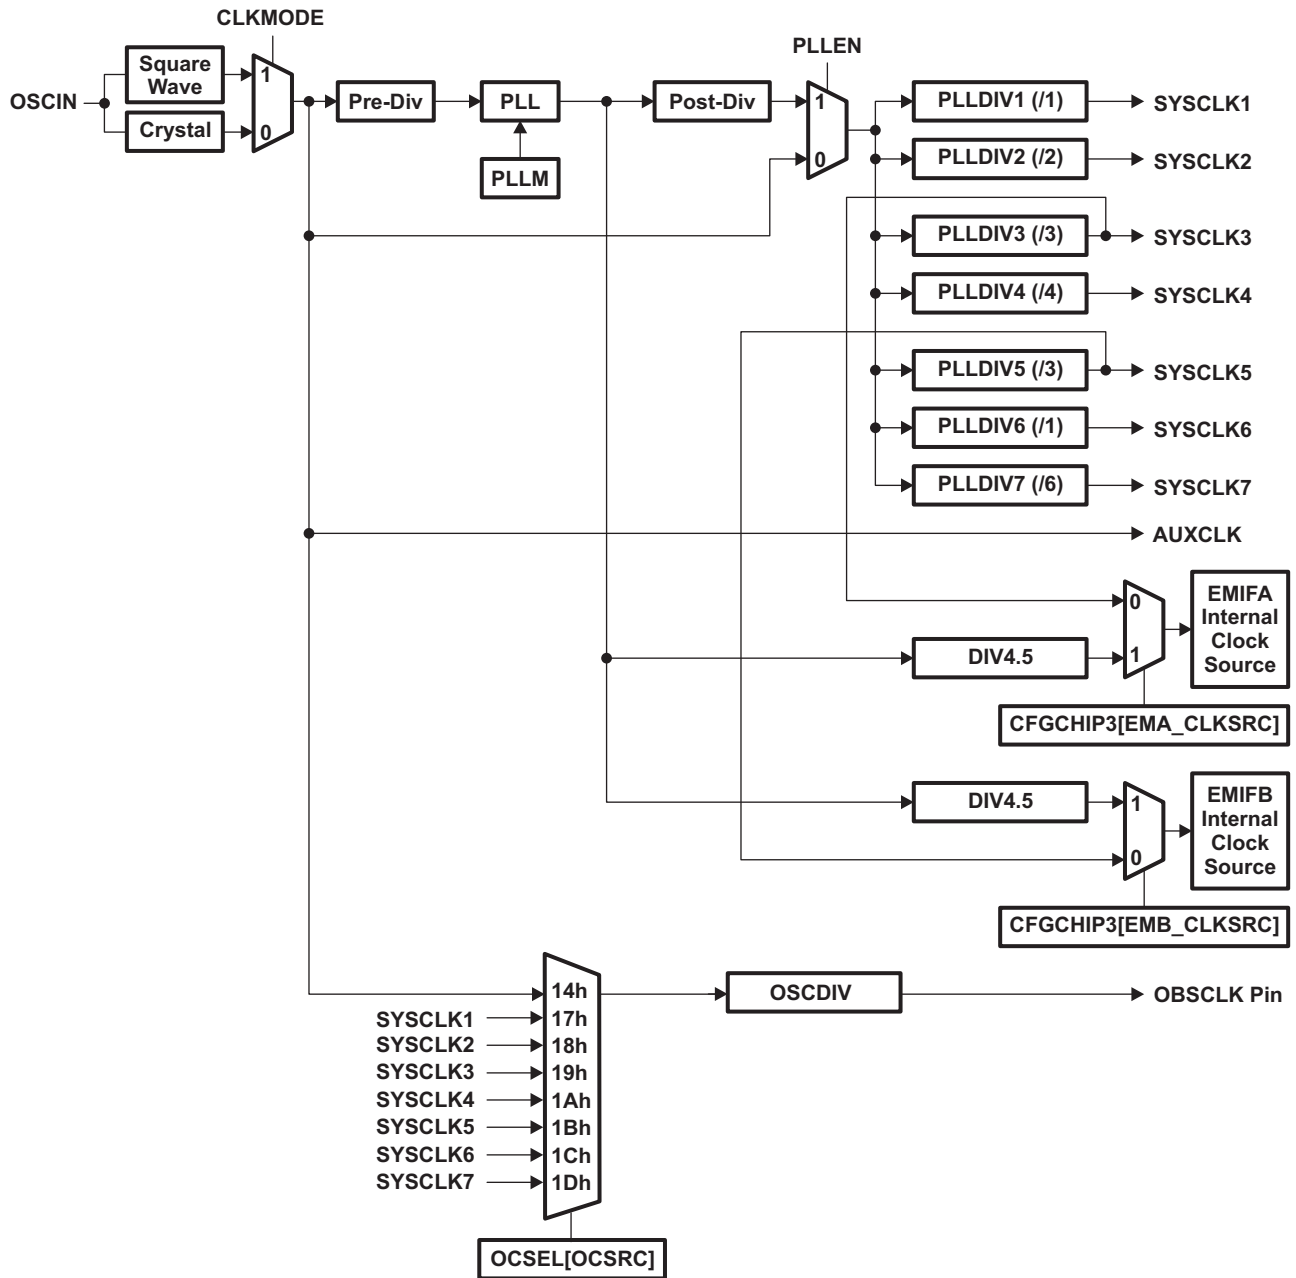 CLKMODE
PLLEN
OSCIN
Square
Wave
Crystal
1
0
Pre-Div
PLL
PLLM
Post-Div
1
0
PLLDIV1 (/1)
SYSCLK1
PLLDIV2 (/2)
SYSCLK2
PLLDIV3 (/3)
SYSCLK3
PLLDIV4 (/4)
SYSCLK4
PLLDIV5 (/3)
SYSCLK5
PLLDIV6 (/1)
SYSCLK6
PLLDIV7 (/6)
SYSCLK7
AUXCLK
0
1
EMIFA
Internal
Clock
Source
DIV4.5
CFGCHIP3[EMA_CLKSRC]
DIV4.5
1
0
EMIFB
Internal
Clock
Source
CFGCHIP3[EMB_CLKSRC]
14h
OSCDIV
OBSCLK Pin
SYSCLK1
17h
SYSCLK2
18h
SYSCLK3
19h
SYSCLK4
1Ah
SYSCLK5
1Bh
SYSCLK6
1Ch
SYSCLK7
1Dh
OCSEL[OCSRC]